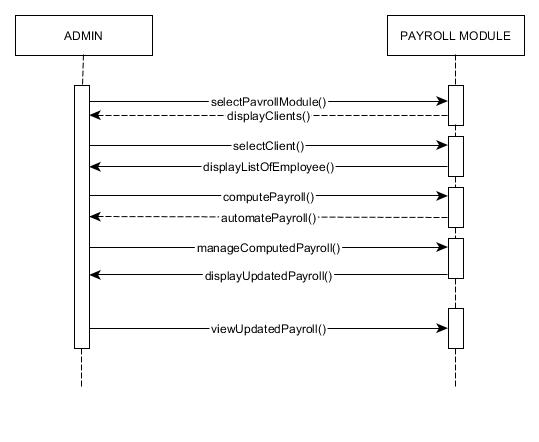 ADMIN
PAYROLL MODULE
selectPayrollModule()
displayClients()
selectClient()
displayListOfEmployee()
computePayroll()
automatePayroll()
manageComputedPayroll()
displayUpdatedPayroll()
viewUpdatedPayroll()